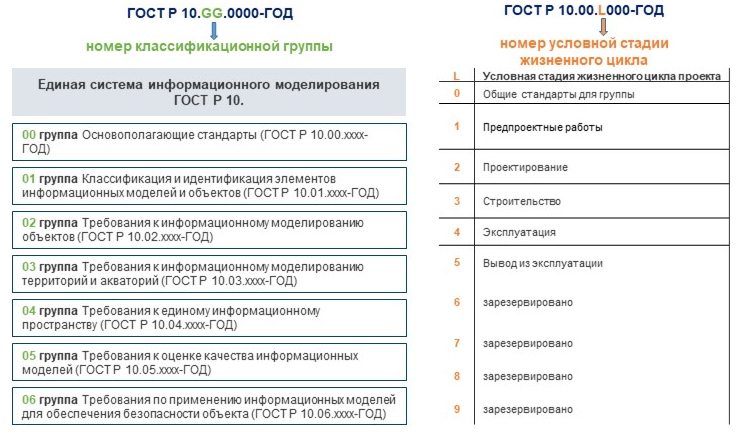 ГОСТ Р 10.GG.0000-ГОД
номер классификационной группы
Единая система информационного моделирования
ГОСТ Р 10.
00 группа Основополагающие стандарты (ГОСТ Р 10.00.хххх-
ГОД)
01 группа Классификация и идентификация элементов
информационных моделей и объектов (ГОСТ Р 10.01.хххх-ГОД)
02 группа Требования к информационному моделированию
объектов (ГОСТ Р 10.02.хххх-ГОД)
03 группа Требования к информационному моделированию
территорий и акваторий (ГОСТ Р 10.03.хххх-ГОД)
04 группа Требования к единому информационному
пространству (ГОСТ Р 10.04.хххх-ГОД)
05 группа Требования к оценке качества информационных
моделей (ГОСТ Р 10.05.хххх-ГОД)
06 группа Требования по применению информационных моделей
для обеспечения безопасности объекта (ГОСТ Р 10.06.хххх-ГОД)
ГОСТ Р 10.00.L000-ГОД
номер условной стадии
жизненного цикла
L Условная стадия жизненного цикла проекта
0 Общие стандарты для группы
1 Предпроектные работы
2 Проектирование
3 Строительство
4 Эксплуатация
5 Вывод из эксплуатации
6 зарезервировано
7 зарезервировано
8 зарезервировано
9 зарезервировано